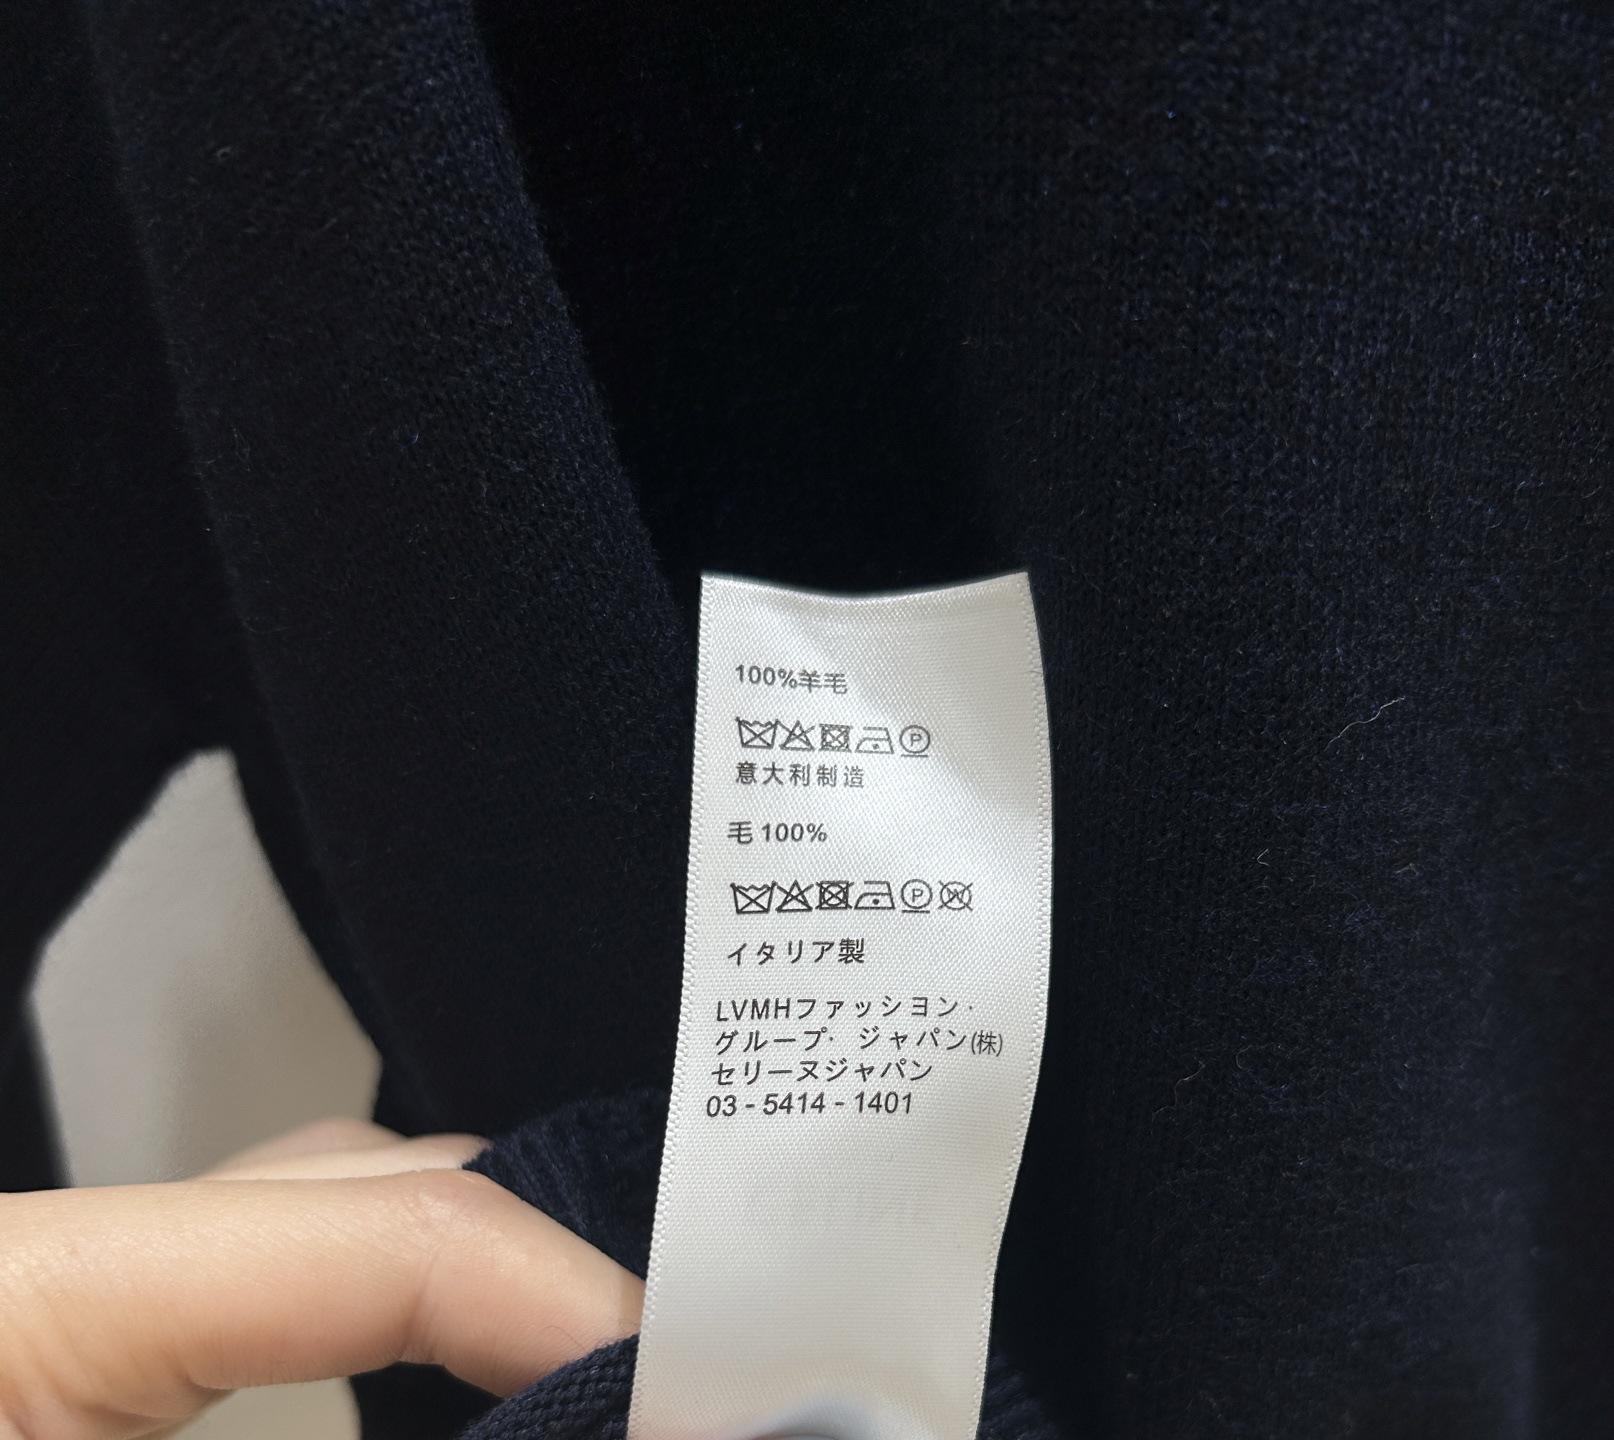 100%羊毛
意大利制造
毛 100%
イタリア製
LVMHファッション·
グループ· ジャパン(株)
セリーヌジャパン
03 - 5414 - 1401